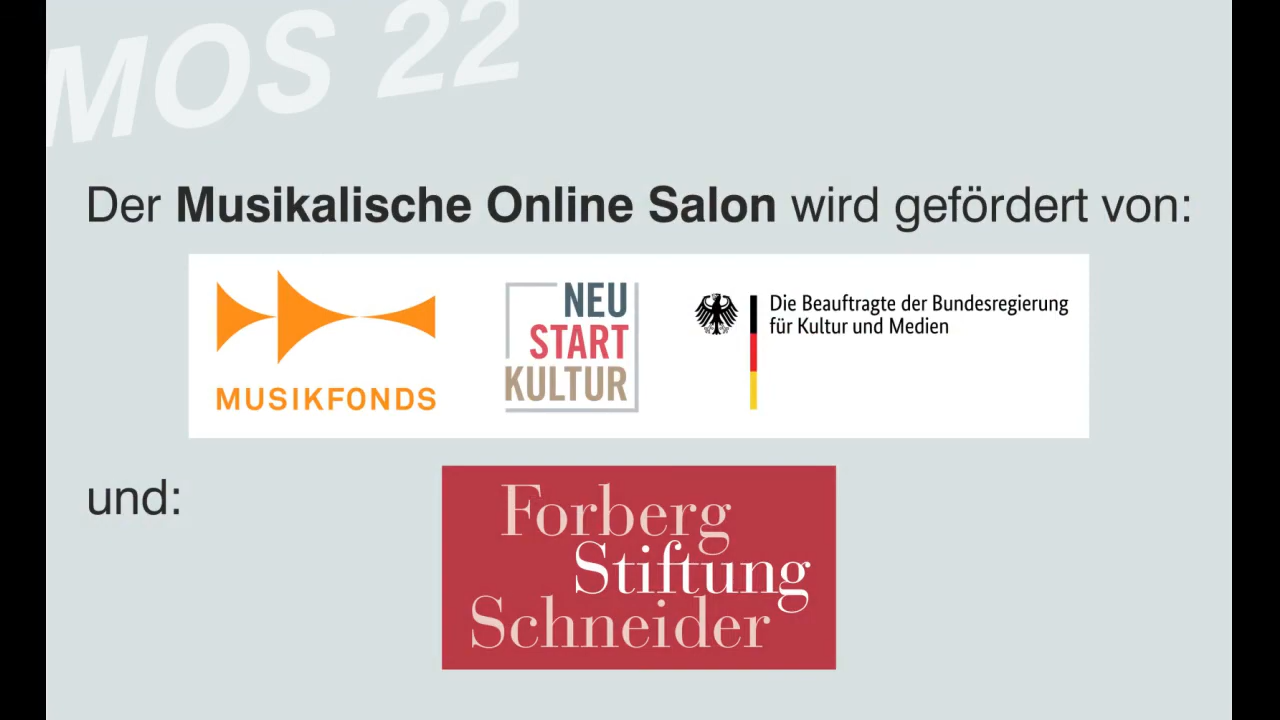 MOS 22
Der Musikalische Online Salon wird gefördert von:
MUSIKFONDS
NEU
START
KULTUR
Die Beauftragte der Bundesregierung
für Kultur und Medien
und:
Forberg
Stiftung
Schneider